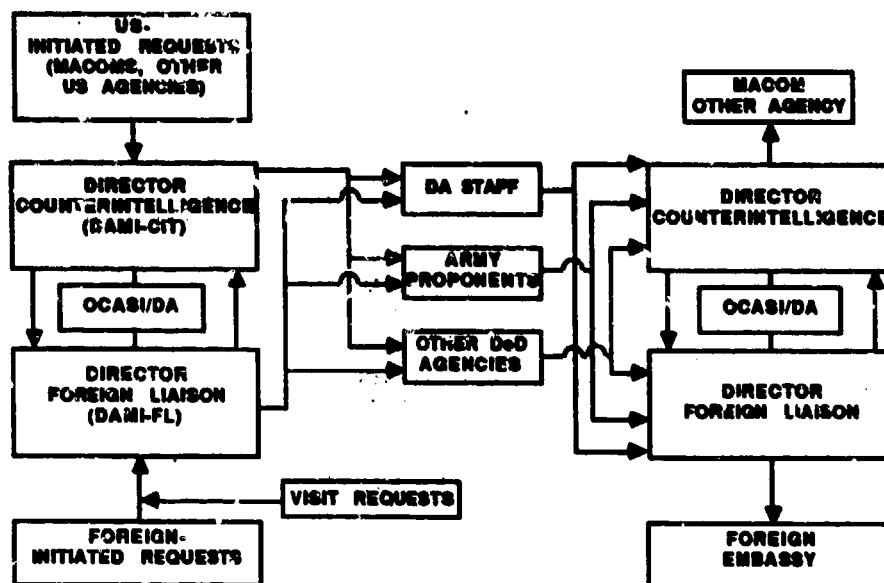 US-
INITIATED REQUESTS
(MACOMS, OTHER
US AGENCIES)
DIRECTOR
COUNTERINTELLIGENCE
(DAMI-CIT)
OCASI/DA
DIRECTOR
FOREIGN LIAISON
(DAMI-FL)
VISIT REQUESTS
FOREIGN-
INITIATED REQUESTS
DA STAFF
ARMY
PROPONENTS
OTHER DoD
AGENCIES
MACOM
OTHER AGENCY
DIRECTOR
COUNTERINTELLIGENCE
OCASI/DA
DIRECTOR
FOREIGN LIAISON
FOREIGN
EMBASSY